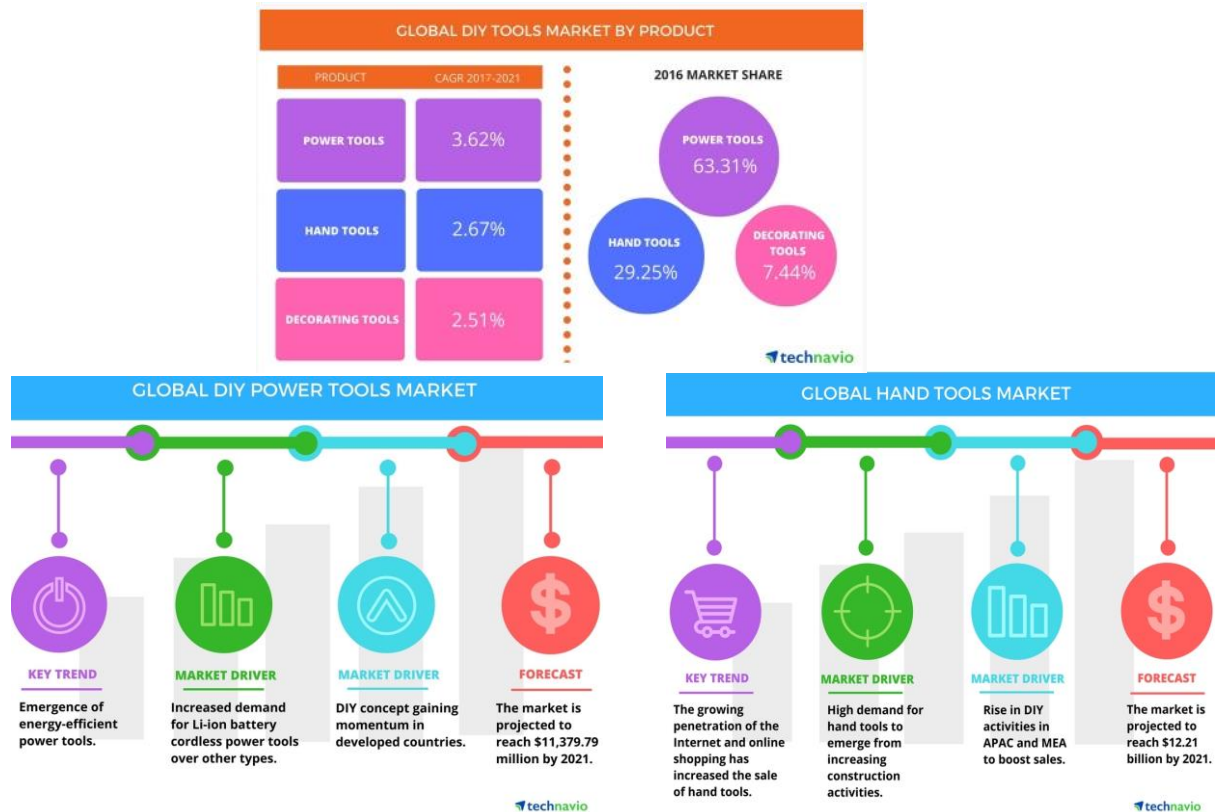 GLOBAL DIY TOOLS MARKET BY PRODUCT
PRODUCT
CAGR 2017-2021
POWER TOOLS
3.62%
HAND TOOLS
2.67%
DECORATING TOOLS
2.51%
2016 MARKET SHARE
POWER TOOLS
63.31%
HAND TOOLS
29.25%
DECORATING
TOOLS
7.44%
technavio
GLOBAL DIY POWER TOOLS MARKET
KEY TREND
Emergence of
energy-efficient
power tools.
MARKET DRIVER
Increased demand
for Li-ion battery
cordless power tools
over other types.
MARKET DRIVER
DIY concept gaining
momentum in
developed countries.
FORECAST
The market is
projected to
reach $11,379.79
million by 2021.
technavio
GLOBAL HAND TOOLS MARKET
KEY TREND
The growing
penetration of the
Internet and online
shopping has
increased the sale
of hand tools.
MARKET DRIVER
High demand for
hand tools to
emerge from
increasing
construction
activities.
MARKET DRIVER
Rise in DIY
activities in
APAC and MEA
to boost sales.
FORECAST
The market is
projected to
reach $12.21
billion by 2021.
technavio